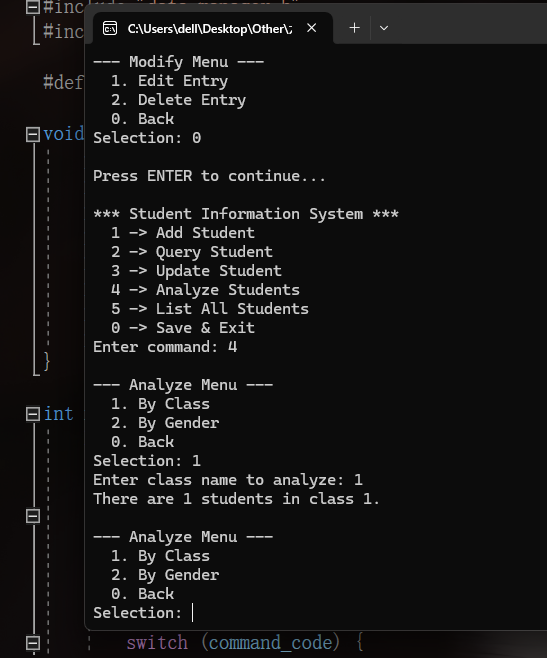 #include "data_manager.h"
#inc
C:\Users\dell\Desktop\Other\
#def
void
--- Modify Menu ---
1. Edit Entry
2. Delete Entry
0. Back
Selection: 0
Press ENTER to continue...
*** Student Information System ***
1 -> Add Student
2 -> Query Student
3 -> Update Student
4 -> Analyze Students
5 -> List All Students
0 -> Save & Exit
Enter command: 4
}
--- Analyze Menu ---
1. By Class
2. By Gender
0. Back
Selection: 1
Enter class name to analyze: 1
There are 1 students in class 1.
int
--- Analyze Menu ---
1. By Class
2. By Gender
0. Back
Selection:
switch (command_code) {